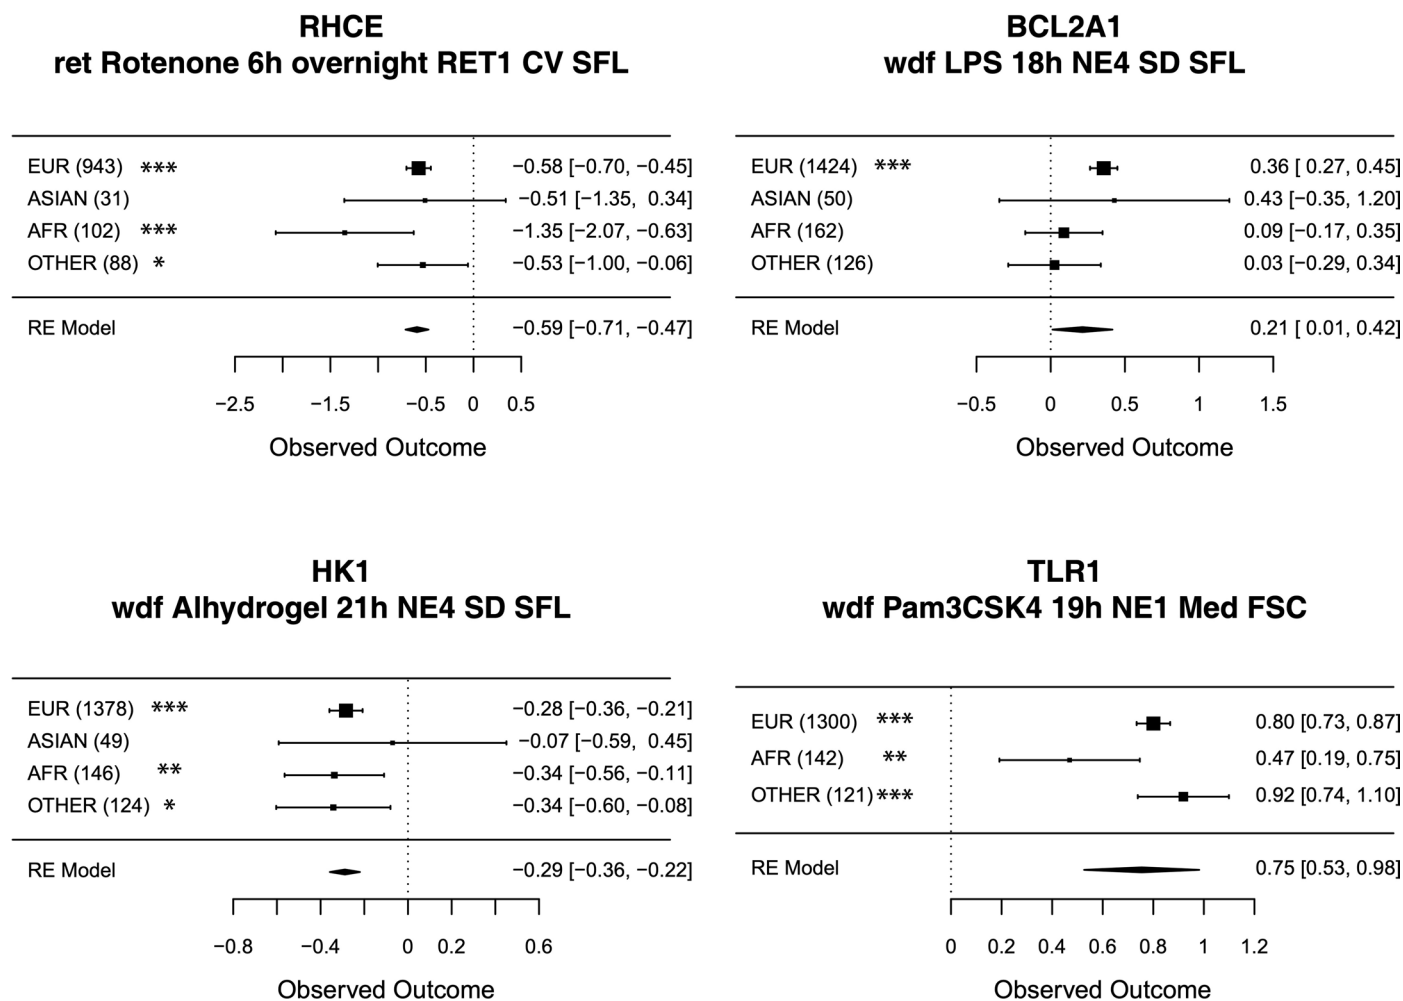 RHCE
ret Rotenone 6h overnight RET1 CV SFL
EUR (943) *** −0.58 [−0.70, −0.45]
ASIAN (31) −0.51 [−1.35, 0.34]
AFR (102) *** −1.35 [−2.07, −0.63]
OTHER (88) * −0.53 [−1.00, −0.06]
RE Model −0.59 [−0.71, −0.47]
−2.5 −1.5 −0.5 0 0.5
Observed Outcome
BCL2A1
wdf LPS 18h NE4 SD SFL
EUR (1424) *** 0.36 [ 0.27, 0.45]
ASIAN (50) 0.43 [−0.35, 1.20]
AFR (162) 0.09 [−0.17, 0.35]
OTHER (126) 0.03 [−0.29, 0.34]
RE Model 0.21 [ 0.01, 0.42]
−0.5 0 0.5 1 1.5
Observed Outcome
HK1
wdf Alhydrogel 21h NE4 SD SFL
EUR (1378) *** −0.28 [−0.36, −0.21]
ASIAN (49) −0.07 [−0.59, 0.45]
AFR (146) ** −0.34 [−0.56, −0.11]
OTHER (124) * −0.34 [−0.60, −0.08]
RE Model −0.29 [−0.36, −0.22]
−0.8 −0.4 0 0.2 0.6
Observed Outcome
TLR1
wdf Pam3CSK4 19h NE1 Med FSC
EUR (1300) *** 0.80 [0.73, 0.87]
AFR (142) ** 0.47 [0.19, 0.75]
OTHER (121) *** 0.92 [0.74, 1.10]
RE Model 0.75 [0.53, 0.98]
0 0.2 0.4 0.6 0.8 1 1.2
Observed Outcome